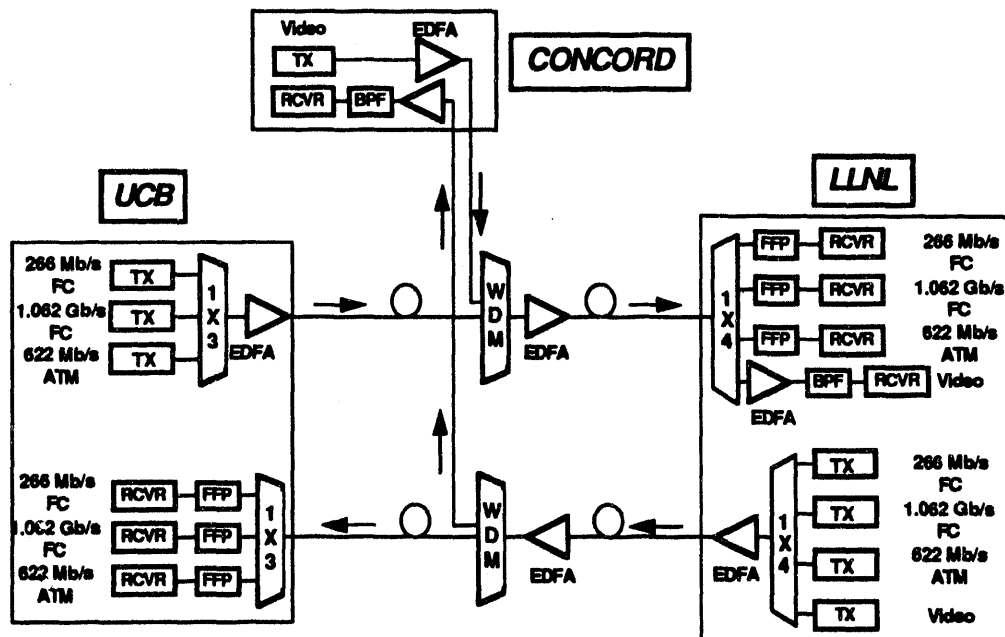 Video
EDFA
TX
RCVR
BPF
CONCORD
UCB
LLNL
266 Mb/s
FC
1.062 Gb/s
FC
622 Mb/s
ATM
TX
TX
TX
1
X
3
EDFA
W
D
M
EDFA
1
X
4
FFP
RCVR
FFP
RCVR
FFP
RCVR
EDFA
BPF
RCVR
266 Mb/s
FC
1.062 Gb/s
FC
622 Mb/s
ATM
Video
266 Mb/s
FC
1.062 Gb/s
FC
622 Mb/s
ATM
RCVR
FFP
RCVR
FFP
RCVR
FFP
1
X
3
W
D
M
EDFA
EDFA
1
X
4
TX
TX
TX
TX
266 Mb/s
FC
1.062 Gb/s
FC
622 Mb/s
ATM
Video